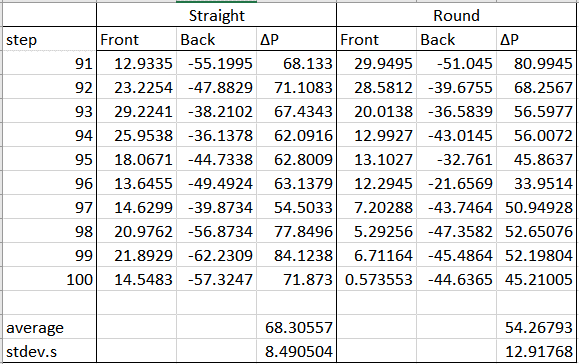 Straight Round
step Front Back ΔP Front Back ΔP
91 12.9335 -55.1995 68.133 29.9495 -51.045 80.9945
92 23.2254 -47.8829 71.1083 28.5812 -39.6755 68.2567
93 29.2241 -38.2102 67.4343 20.0138 -36.5839 56.5977
94 25.9538 -36.1378 62.0916 12.9927 -43.0145 56.0072
95 18.0671 -44.7338 62.8009 13.1027 -32.761 45.8637
96 13.6455 -49.4924 63.1379 12.2945 -21.6569 33.9514
97 14.6299 -39.8734 54.5033 7.20288 -43.7464 50.94928
98 20.9762 -56.8734 77.8496 5.29256 -47.3582 52.65076
99 21.8929 -62.2309 84.1238 6.71164 -45.4864 52.19804
100 14.5483 -57.3247 71.873 0.573553 -44.6365 45.21005
average 68.30557 54.26793
stdev.s 8.490504 12.91768